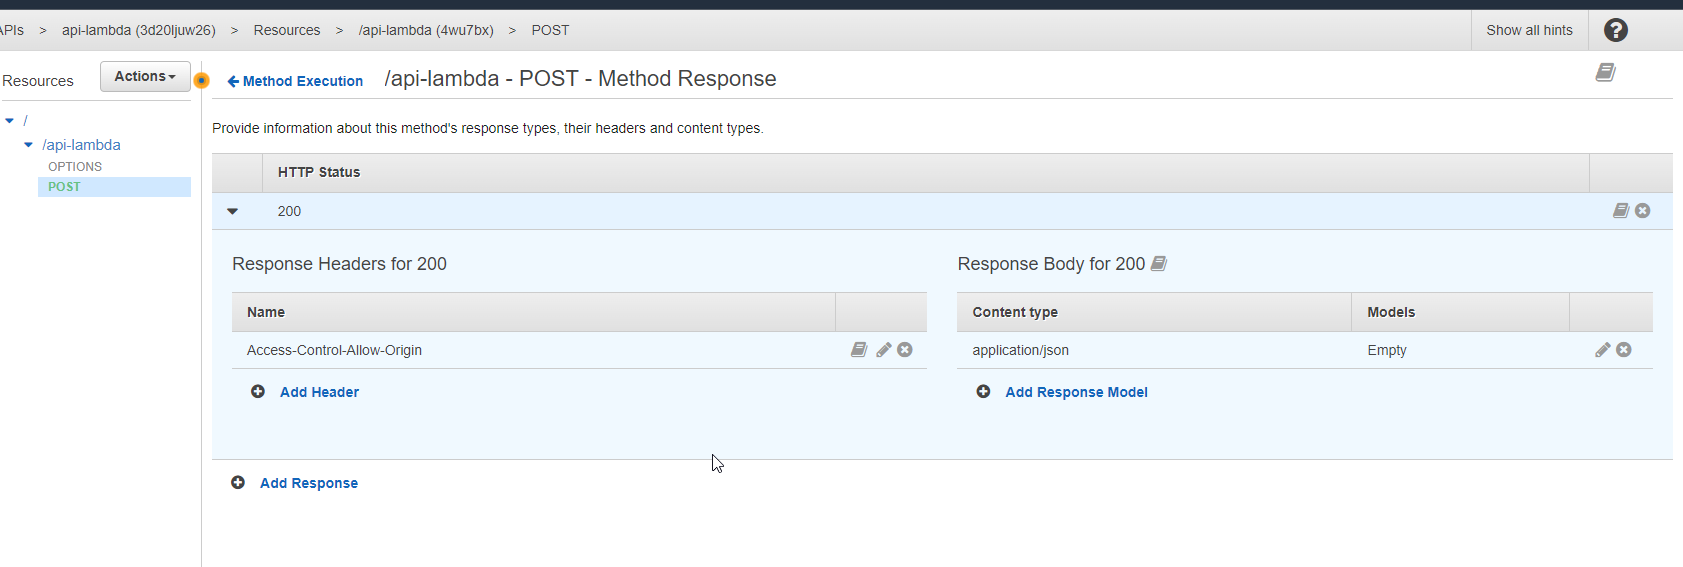 APIs > api-lambda (3d20ljuw26) > Resources > /api-lambda (4wu7bx) > POST
Show all hints
Resources
Actions
Method Execution
/api-lambda - POST - Method Response
/
/api-lambda
OPTIONS
POST
Provide information about this method's response types, their headers and content types.
HTTP Status
200
Response Headers for 200
Response Body for 200
Name
Content type
Models
Access-Control-Allow-Origin
application/json
Empty
Add Header
Add Response Model
Add Response